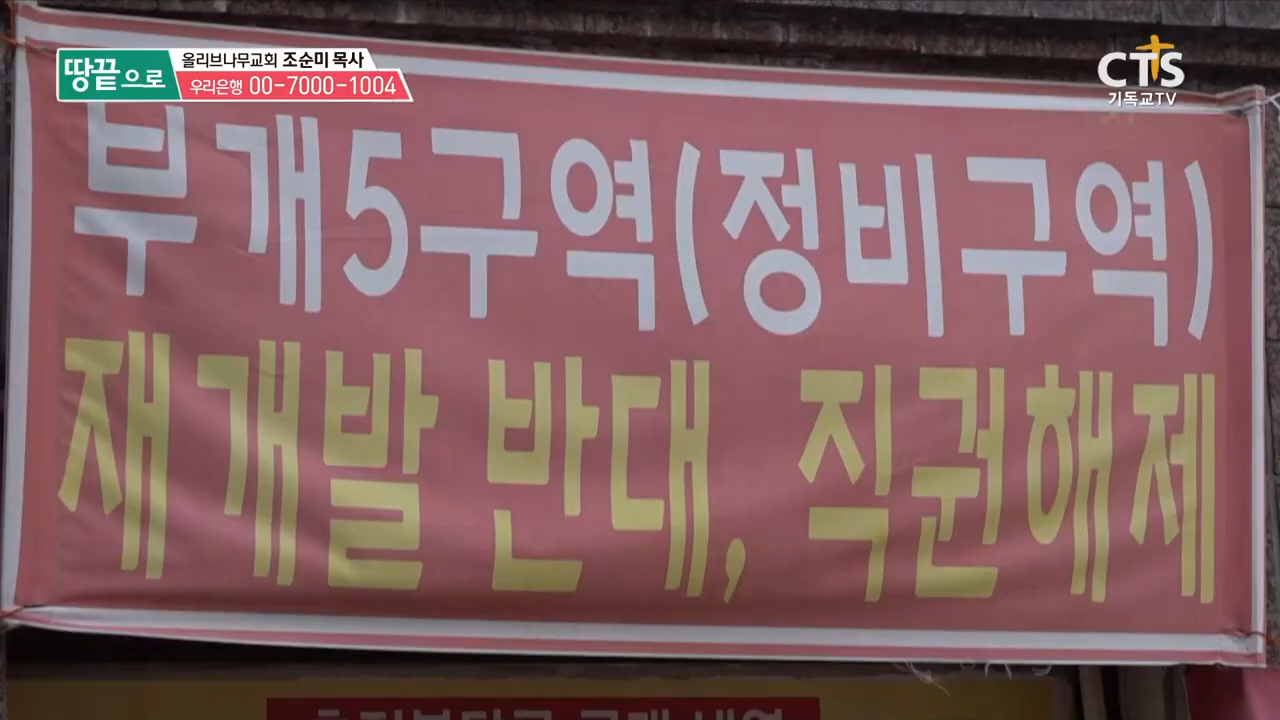 땅끝으로
올리브나무교회 조순미 목사
우리은행 00-7000-1004
CTS
기독교TV
부개5구역(정비구역)
재개발 반대, 직권해제